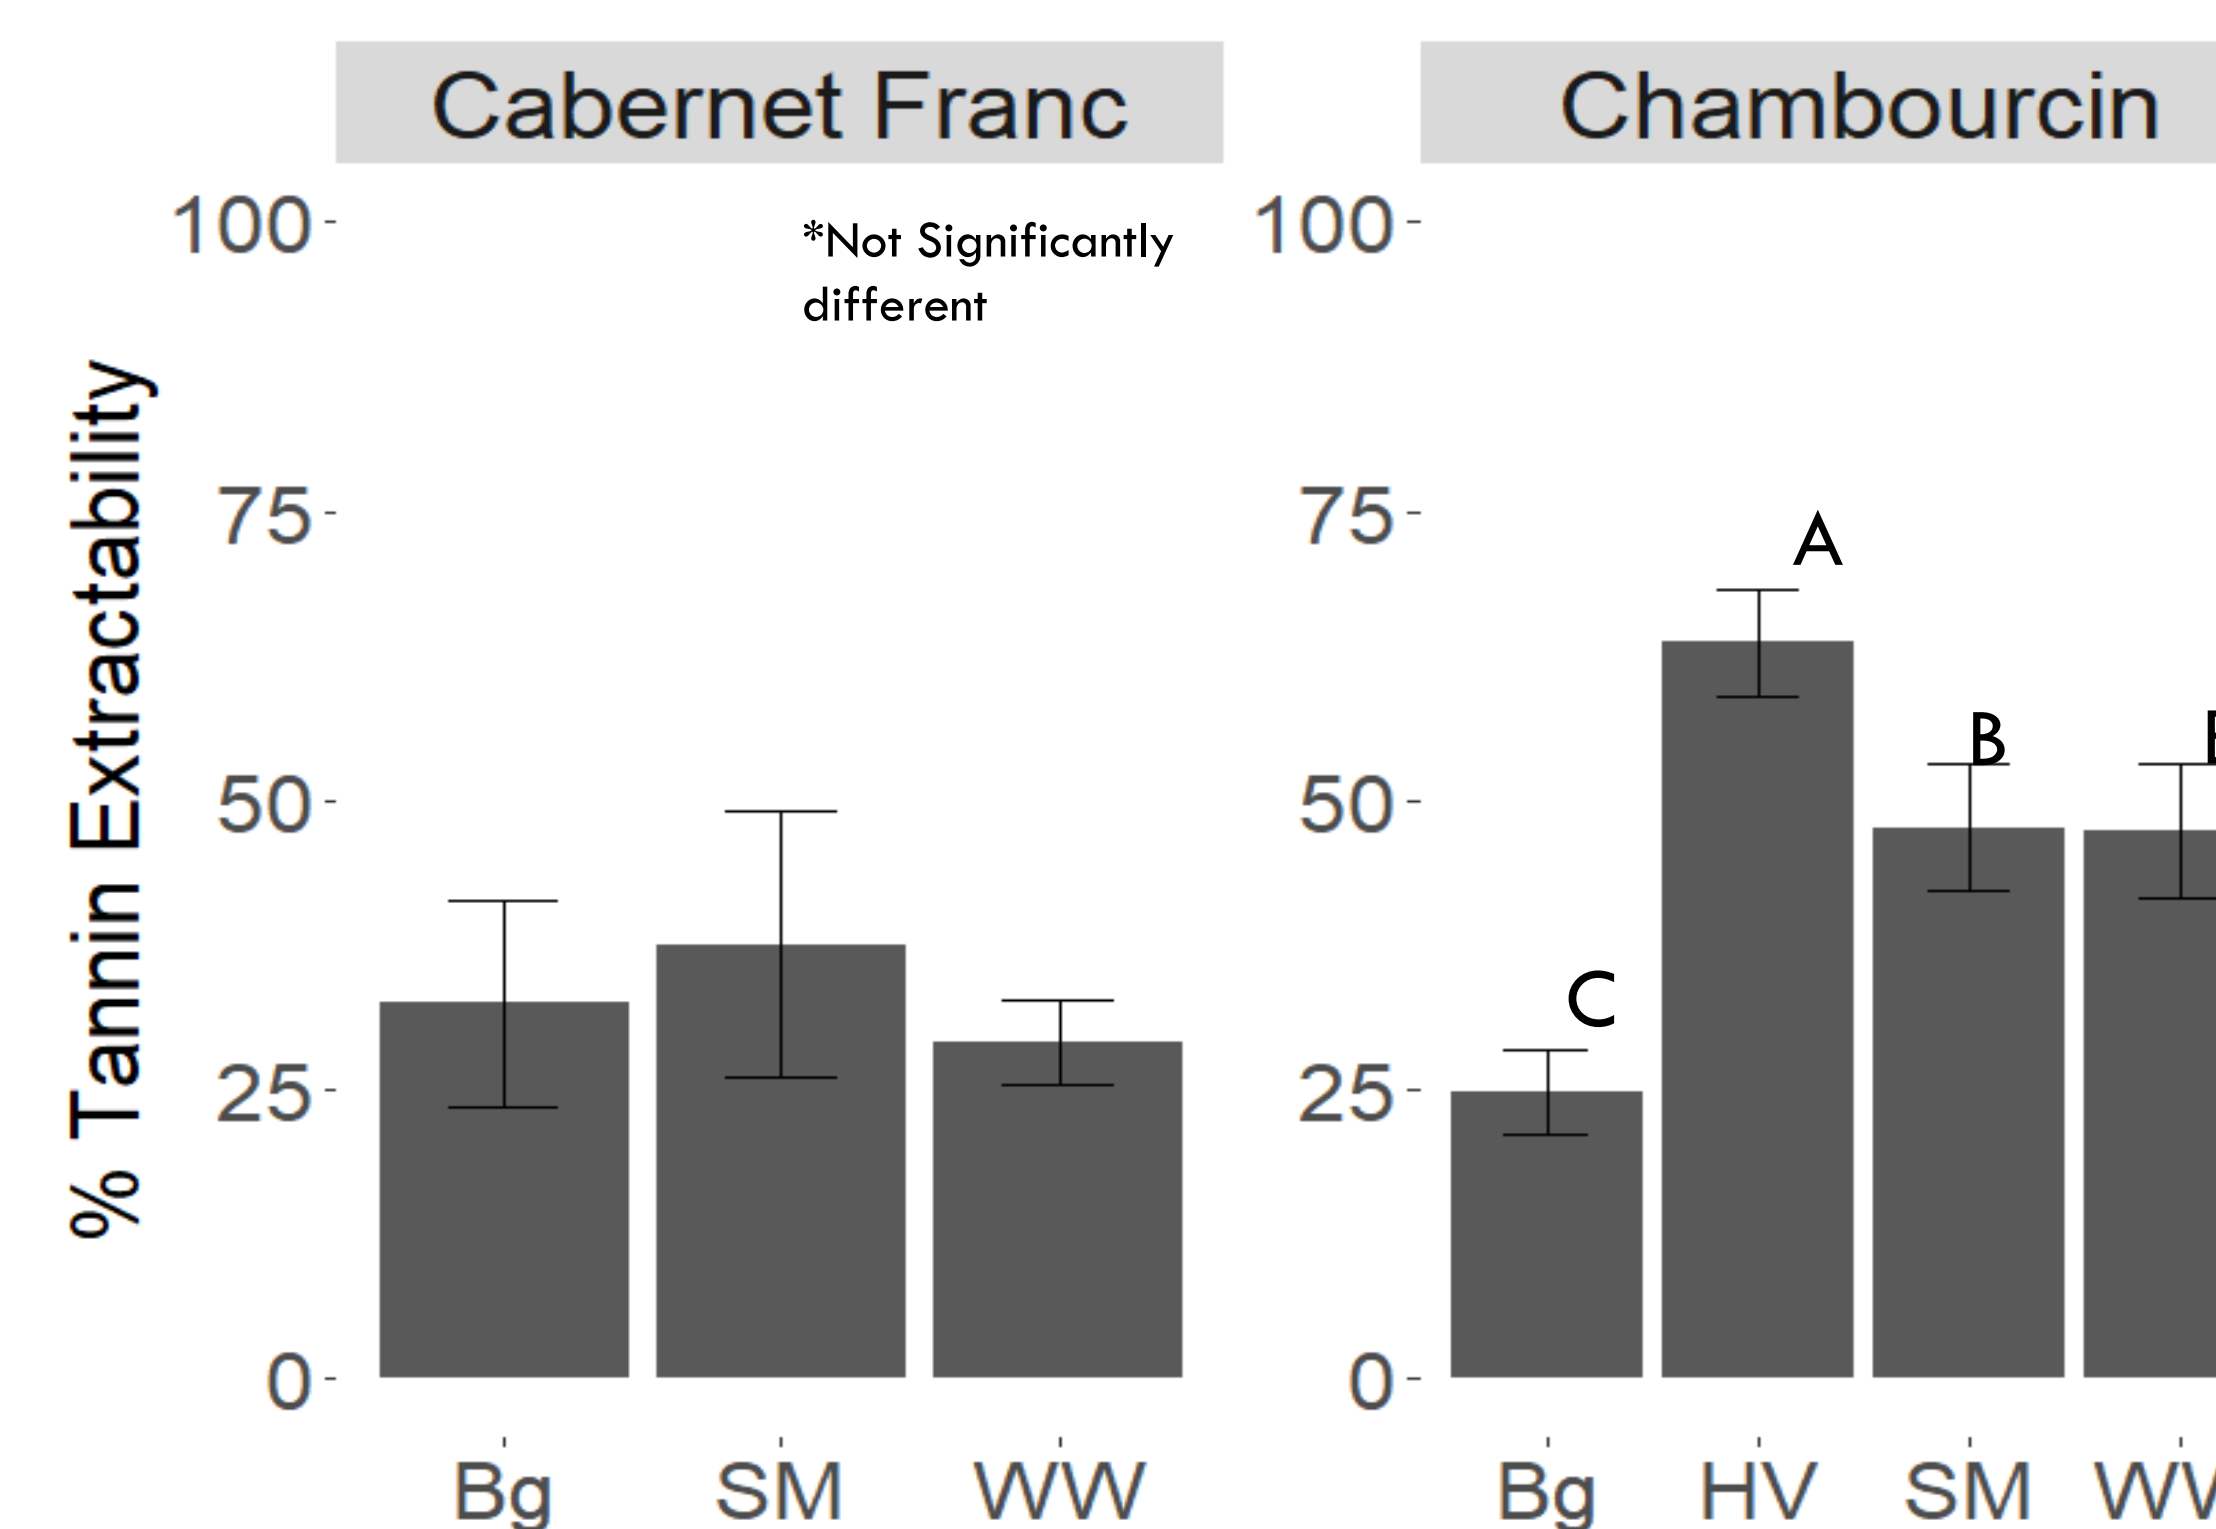 Cabernet Franc
Chambourcin
*Not Significantly
different
% Tannin Extractability
100
75
50
25
0
100
75
50
25
0
A
B
C
Bg SM WW
Bg HV SM